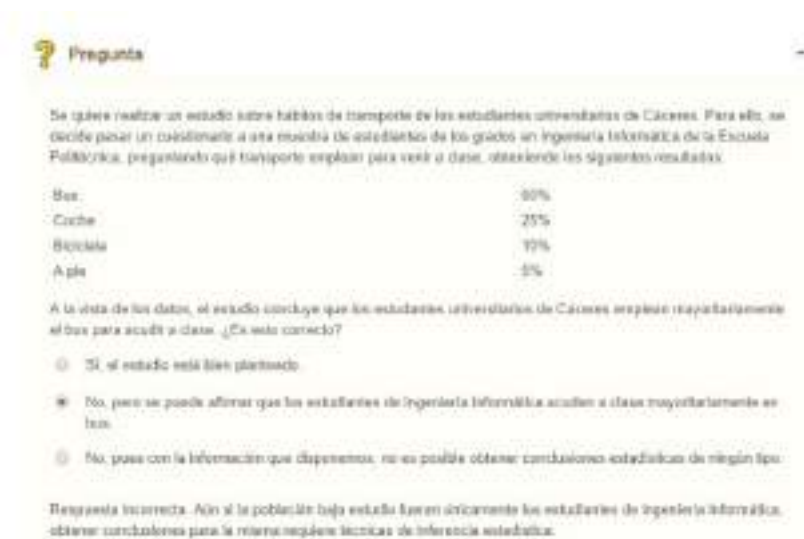 Pregunta
Se quiere realizar un estudio sobre hábitos de transporte de los estudiantes universitarios de Cáceres. Para ello, se
decide pasar un cuestionario a una muestra de estudiantes de los grados en Ingeniería Informática de la Escuela
Politécnica, preguntando qué transporte emplean para venir a clase, obteniendo los siguientes resultados:
Bus 60%
Coche 25%
Bicicleta 10%
A pie 5%
A la vista de los datos, el estudio concluye que los estudiantes universitarios de Cáceres emplean mayoritariamente
el bus para acudir a clase. ¿Es esto correcto?
Sí, el estudio está bien planteado.
No, pero se puede afirmar que los estudiantes de Ingeniería Informática acuden a clase mayoritariamente en
bus.
No, pues con la información que disponemos, no es posible obtener conclusiones estadísticas de ningún tipo.
Respuesta incorrecta. Aún si la población bajo estudio fueran únicamente los estudiantes de Ingeniería Informática,
obtener conclusiones para la misma requiere técnicas de inferencia estadística.